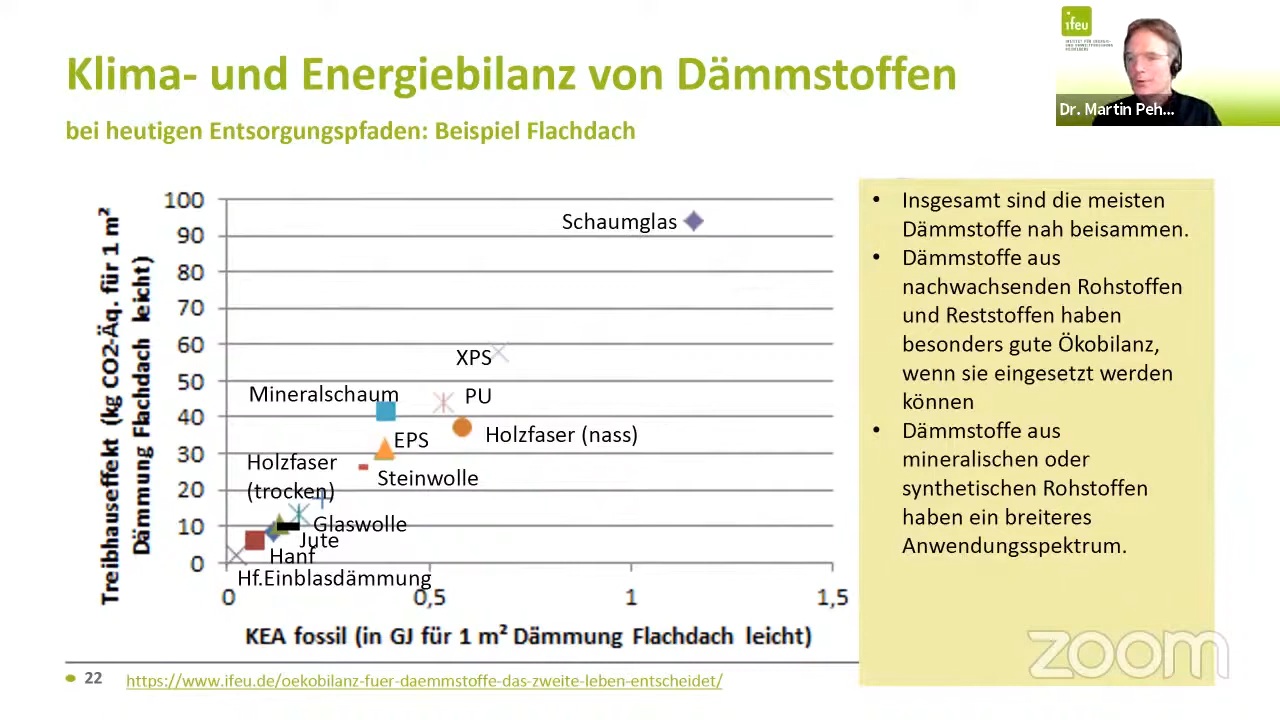 Klima- und Energiebilanz von Dämmstoffen
bei heutigen Entsorgungspfaden: Beispiel Flachdach
ifeu
Dr. Martin Peh...
Treibhauseffekt (kg CO2-Äq. für 1 m²
Dämmung Flachdach leicht)
100
90
80
70
60
50
40
30
20
10
0
Schaumglas
XPS
Mineralschaum
PU
EPS
Holzfaser (nass)
Holzfaser
(trocken)
Steinwolle
Glaswolle
Jute
Hanf
Hf.Einblasdämmung
0
0,5
1
1,5
KEA fossil (in GJ für 1 m² Dämmung Flachdach leicht)
• Insgesamt sind die meisten
Dämmstoffe nah beisammen.
• Dämmstoffe aus
nachwachsenden Rohstoffen
und Reststoffen haben
besonders gute Ökobilanz,
wenn sie eingesetzt werden
können
• Dämmstoffe aus
mineralischen oder
synthetischen Rohstoffen
haben ein breiteres
Anwendungsspektrum.
22
https://www.ifeu.de/oekobilanz-fuer-daemmstoffe-das-zweite-leben-entscheidet/
zoom